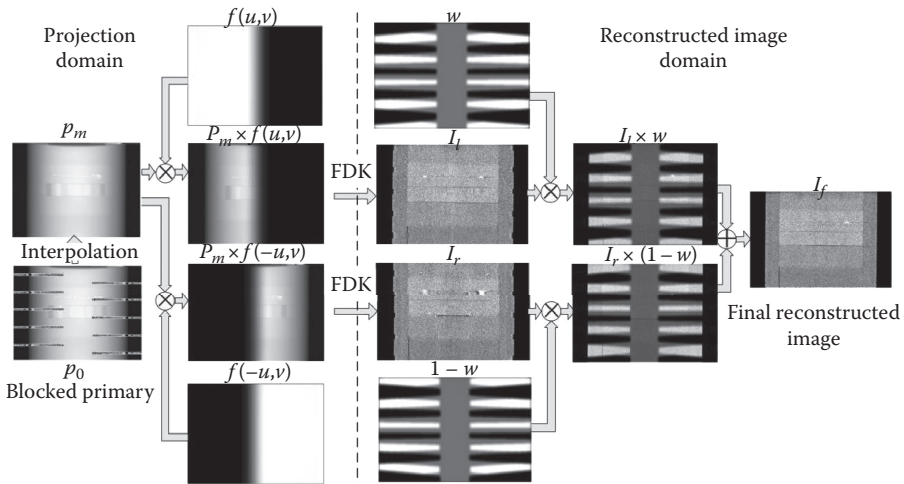 Projection
domain
f(u,v)
w
Reconstructed image
domain
p_m
P_m × f(u,v)
FDK
I_l
I_l × w
I_f
Interpolation
P_m × f(-u,v)
FDK
I_r
I_r × (1 - w)
Final reconstructed
image
p_0
Blocked primary
f(-u,v)
1 - w